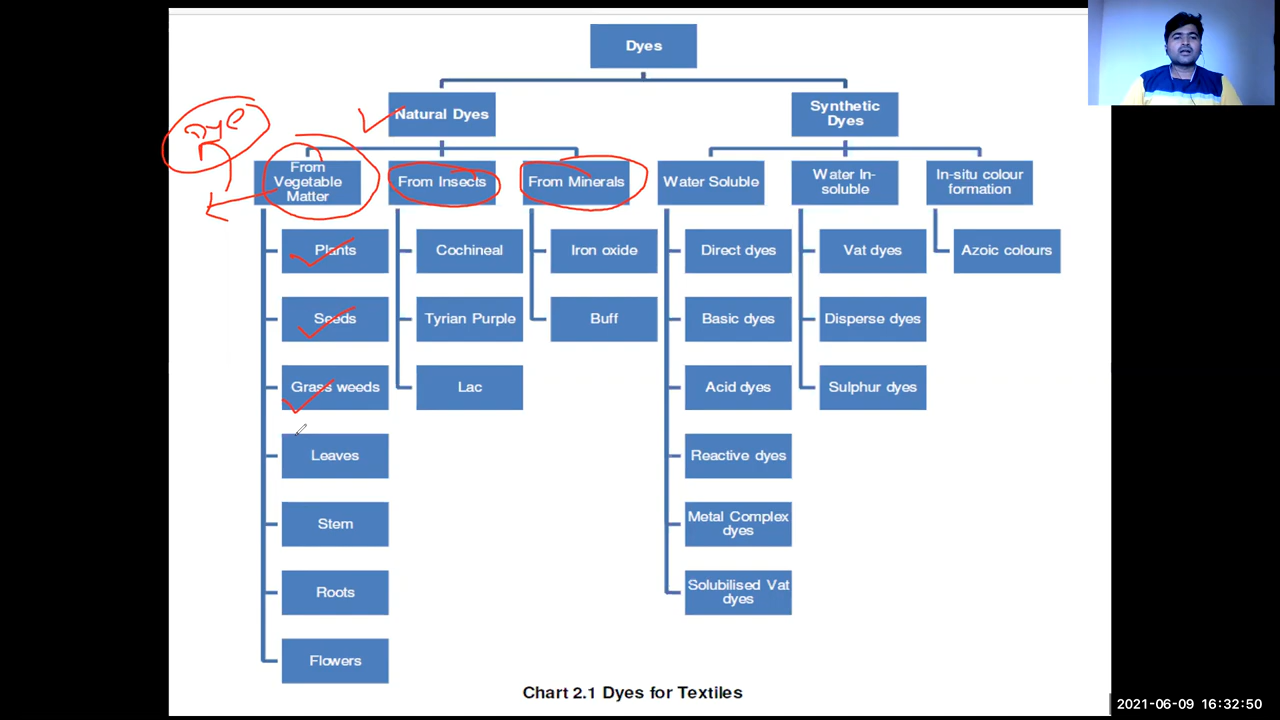 Dyes
Natural Dyes
Synthetic
Dyes
Dye
From
Vegetable
Matter
From Insects
From Minerals
Water Soluble
Water In-
soluble
In-situ colour
formation
Plants
Cochineal
Iron oxide
Direct dyes
Vat dyes
Azoic colours
Seeds
Tyrian Purple
Buff
Basic dyes
Disperse dyes
Grass weeds
Lac
Acid dyes
Sulphur dyes
Leaves
Reactive dyes
Stem
Metal Complex
dyes
Roots
Solubilised Vat
dyes
Flowers
Chart 2.1 Dyes for Textiles
2021-06-09 16:32:50